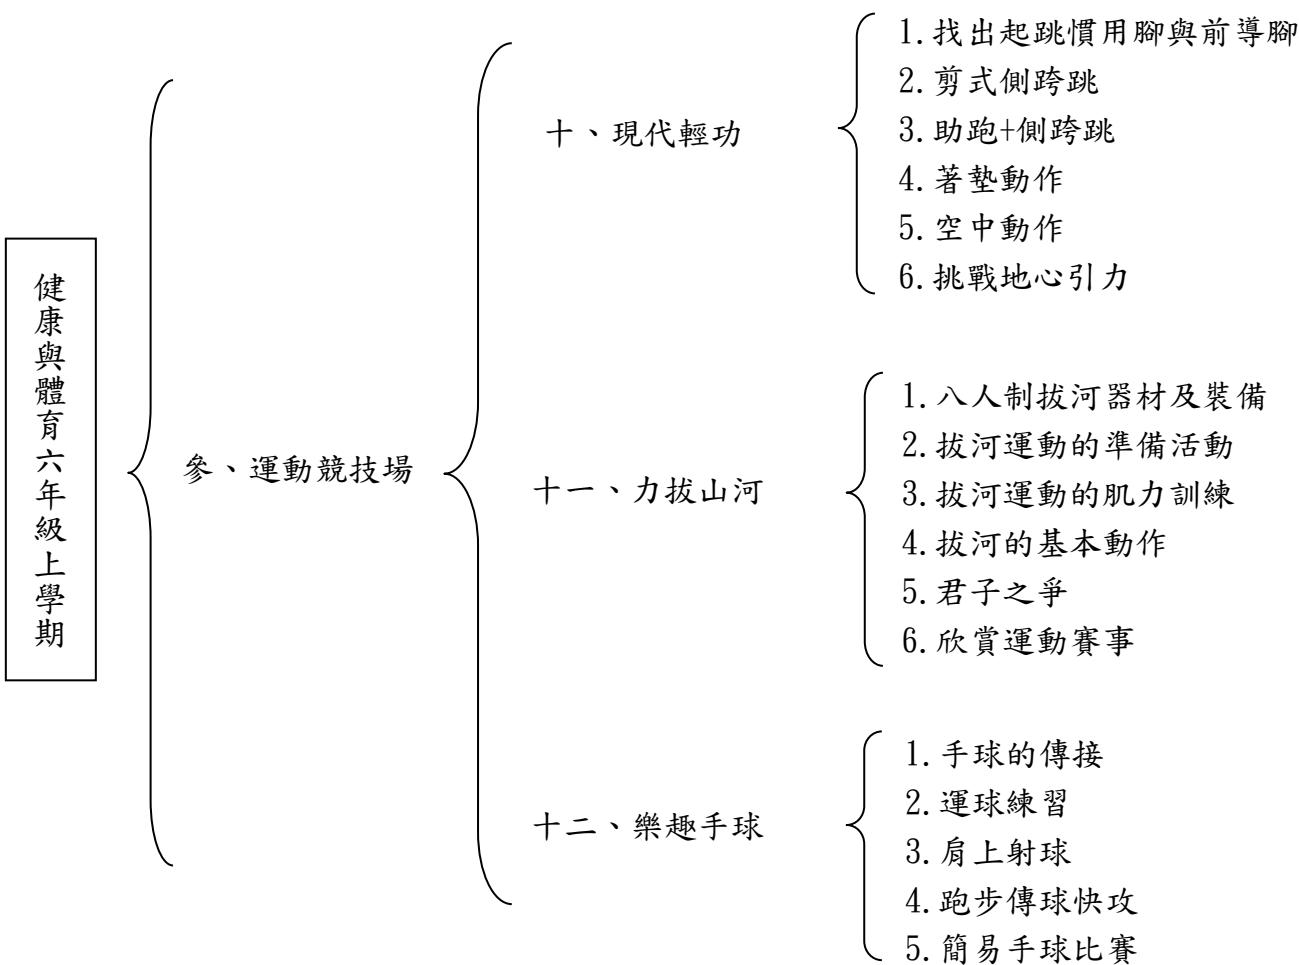 健康與體育六年級上學期
參、運動競技場
十、現代輕功
1.找出起跳慣用腳與前導腳
2.剪式側跨跳
3.助跑+側跨跳
4.著墊動作
5.空中動作
6.挑戰地心引力
十一、力拔山河
1.八人制拔河器材及裝備
2.拔河運動的準備活動
3.拔河運動的肌力訓練
4.拔河的基本動作
5.君子之爭
6.欣賞運動賽事
十二、樂趣手球
1.手球的傳接
2.運球練習
3.肩上射球
4.跑步傳球快攻
5.簡易手球比賽